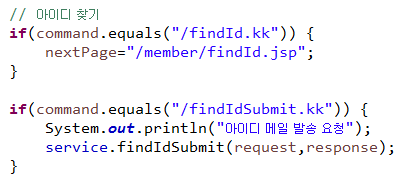 // 아이디 찾기
if(command.equals("/findId.kk")) {
    nextPage="/member/findId.jsp";
}

if(command.equals("/findIdSubmit.kk")) {
    System.out.println("아이디 메일 발송 요청");
    service.findIdSubmit(request,response);
}